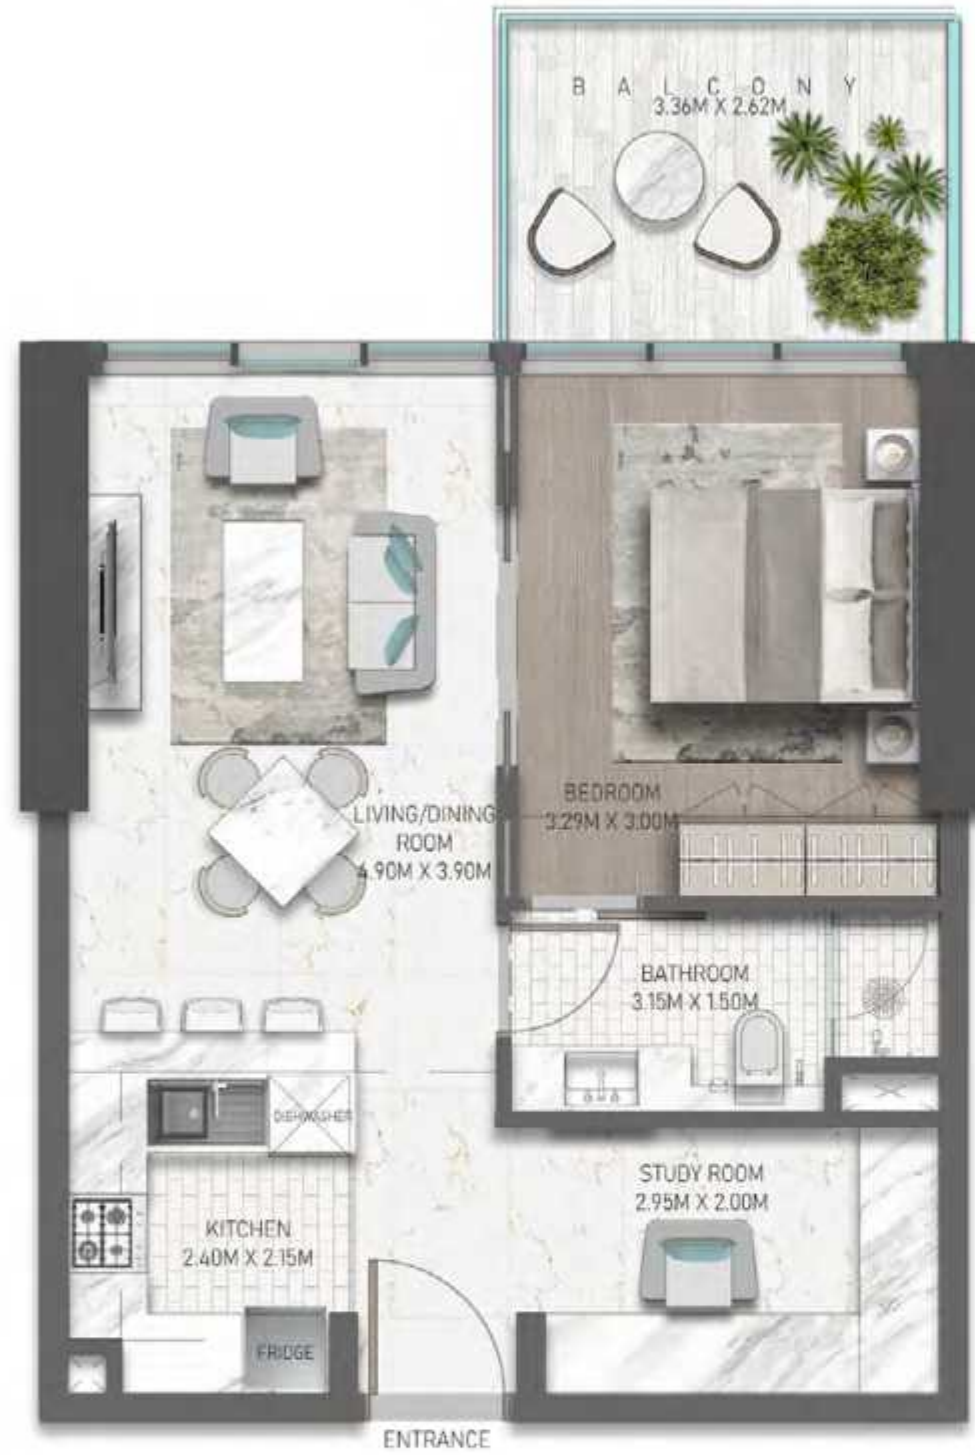 BALCONY
3.36M X 2.62M
LIVING/DINING
ROOM
4.90M X 3.90M
BEDROOM
3.29M X 3.00M
BATHROOM
3.15M X 1.50M
DISHWASHER
KITCHEN
2.40M X 2.15M
STUDY ROOM
2.95M X 2.00M
FRIDGE
ENTRANCE